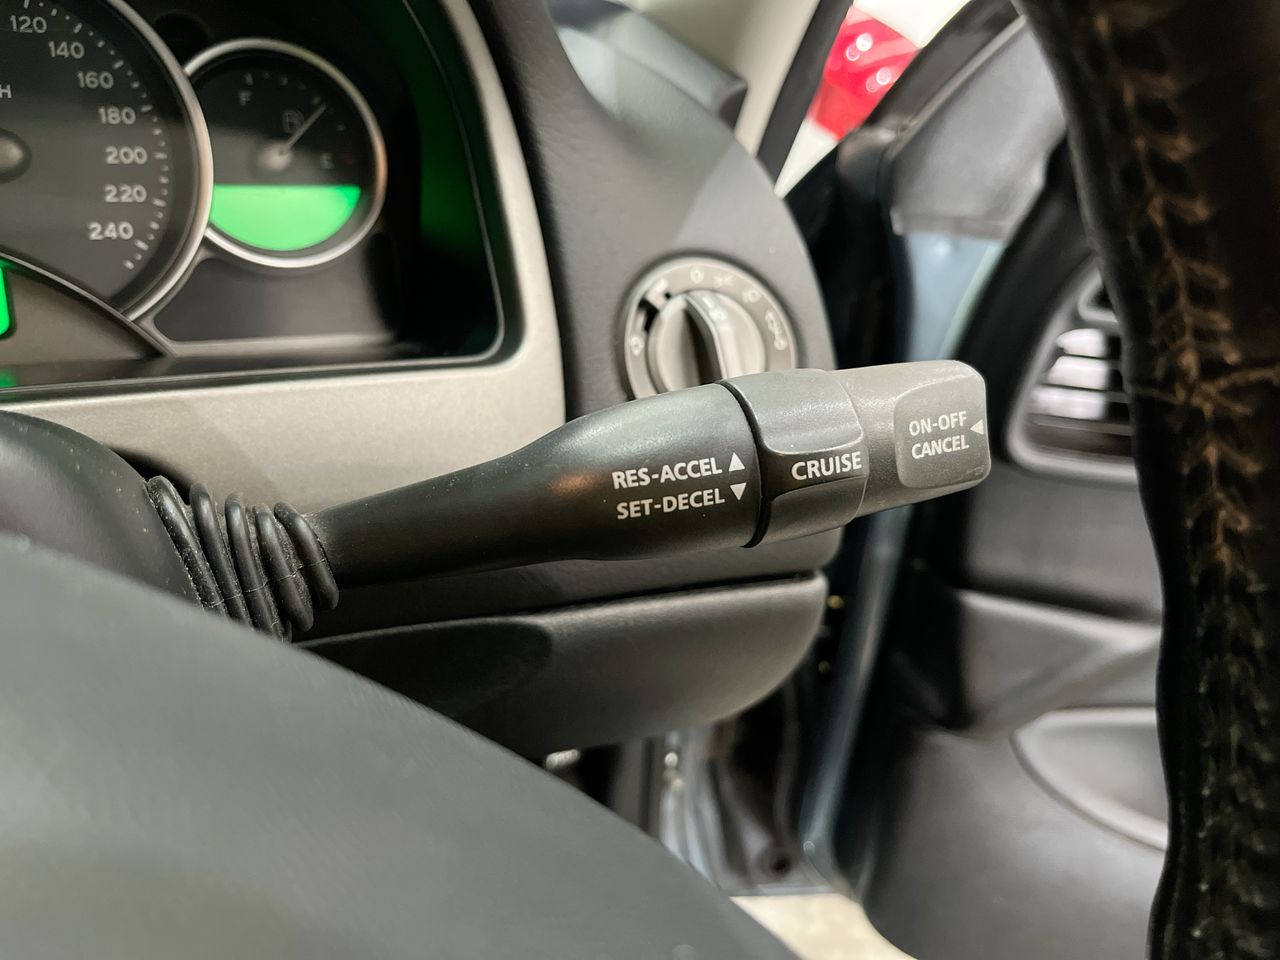 120
140
160
H
180
200
220
240
F
E
RES-ACCEL ▲
SET-DECEL ▼
CRUISE
ON-OFF
CANCEL ◀